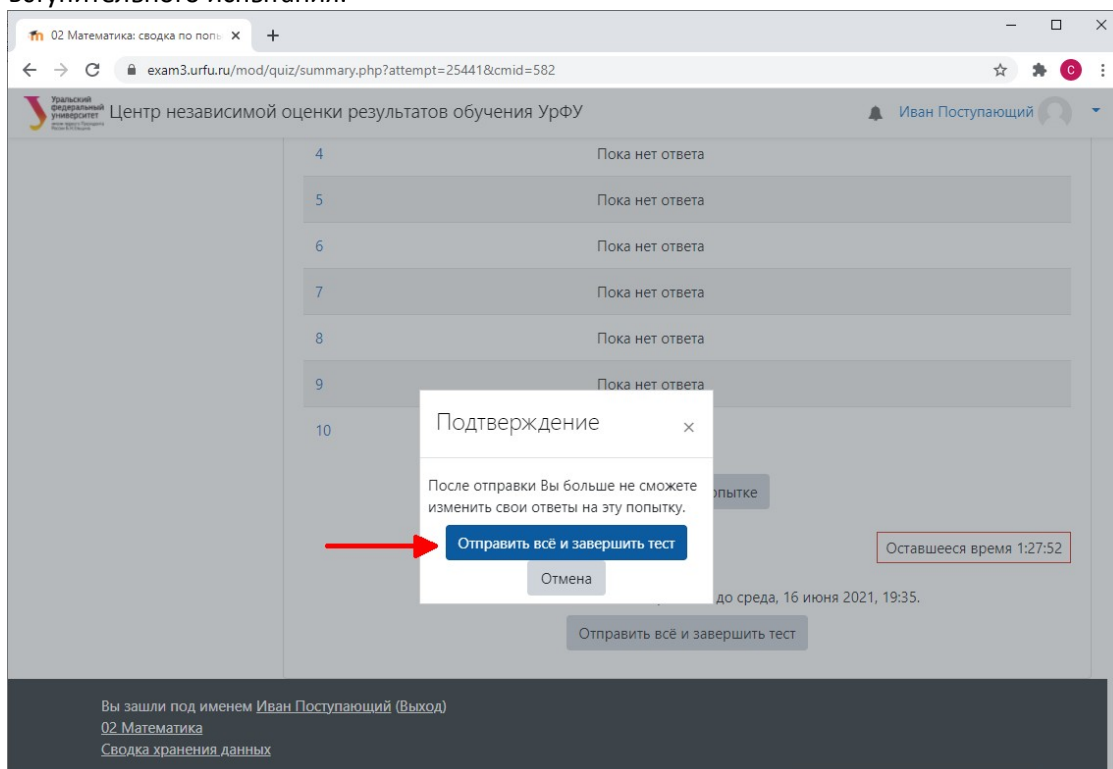 вступительного испытания.
02 Математика: сводка по попы
exam3.urfu.ru/mod/quiz/summary.php?attempt=25441&cmid=582
C
Уральский
федеральный
университет
Центр независимой оценки результатов обучения УрФУ
Иван Поступающий
4 Пока нет ответа
5 Пока нет ответа
6 Пока нет ответа
7 Пока нет ответа
8 Пока нет ответа
9 Пока нет ответа
10
Подтверждение
После отправки Вы больше не сможете
изменить свои ответы на эту попытку.
опытке
Отправить всё и завершить тест
Оставшееся время 1:27:52
Отмена
до среда, 16 июня 2021, 19:35.
Отправить всё и завершить тест
Вы зашли под именем Иван Поступающий (Выход)
02 Математика
Сводка хранения данных